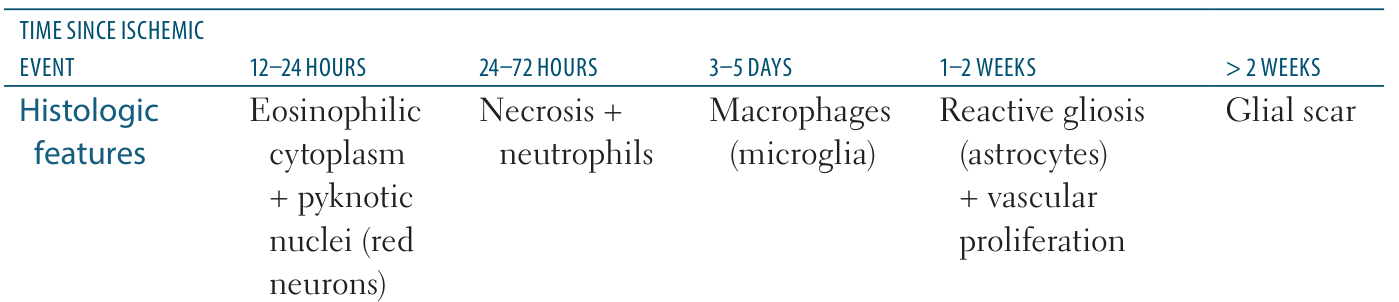 TIME SINCE ISCHEMIC
EVENT 12–24 HOURS 24–72 HOURS 3–5 DAYS 1–2 WEEKS > 2 WEEKS
Histologic Eosinophilic Necrosis + Macrophages Reactive gliosis Glial scar
features cytoplasm neutrophils (microglia) (astrocytes)
+ pyknotic + vascular
nuclei (red proliferation
neurons)